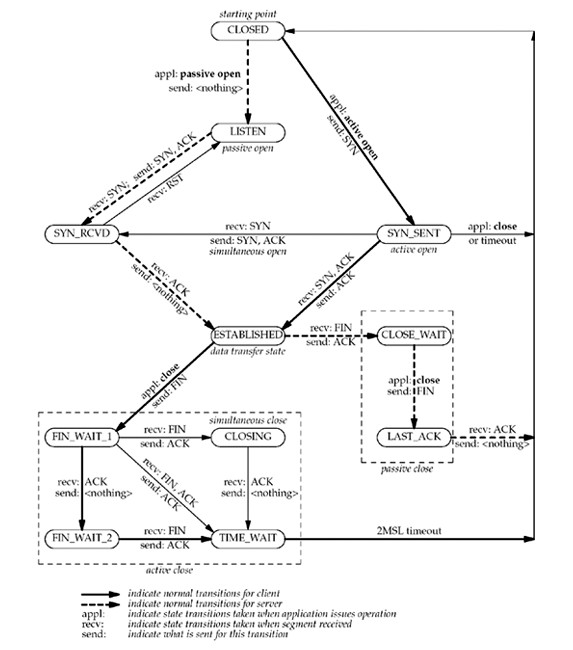 starting point
CLOSED
appl: passive open
send: <nothing>
appl: active open
send: SYN
LISTEN
passive open
recv: SYN; send: SYN, ACK
recv: RST
SYN_RCVD
recv: SYN
send: SYN, ACK
simultaneous open
SYN_SENT
active open
appl: close
or timeout
recv: ACK
send: <nothing>
recv: SYN, ACK
send: ACK
ESTABLISHED
data transfer state
recv: FIN
send: ACK
CLOSE_WAIT
appl: close
send: FIN
appl: close
send: FIN
LAST_ACK
recv: ACK
send: <nothing>
passive close
simultaneous close
FIN_WAIT_1
recv: FIN
send: ACK
CLOSING
recv: ACK
send: <nothing>
recv: FIN, ACK
send: ACK
recv: ACK
send: <nothing>
FIN_WAIT_2
recv: FIN
send: ACK
TIME_WAIT
2MSL timeout
active close
indicate normal transitions for client
indicate normal transitions for server
appl: indicate state transitions taken when application issues operation
recv: indicate state transitions taken when segment received
send: indicate what is sent for this transition